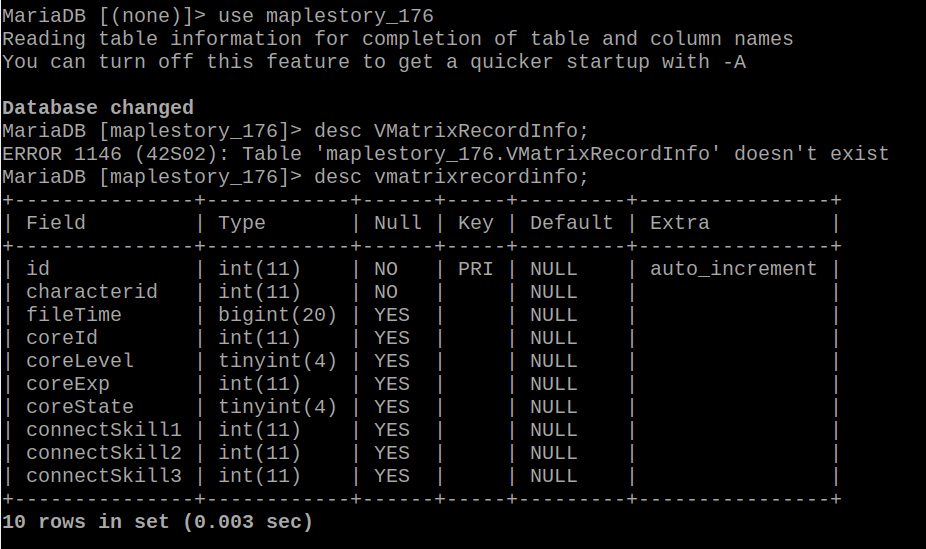 MariaDB [(none)]> use maplestory_176
Reading table information for completion of table and column names
You can turn off this feature to get a quicker startup with -A

Database changed
MariaDB [maplestory_176]> desc VMatrixRecordInfo;
ERROR 1146 (42S02): Table 'maplestory_176.VMatrixRecordInfo' doesn't exist
MariaDB [maplestory_176]> desc vmatrixrecordinfo;
+---------------+------------+------+-----+---------+----------------+
| Field         | Type       | Null | Key | Default | Extra          |
+---------------+------------+------+-----+---------+----------------+
| id            | int(11)    | NO   | PRI | NULL    | auto_increment |
| characterid   | int(11)    | NO   |     | NULL    |                |
| fileTime      | bigint(20) | YES  |     | NULL    |                |
| coreId        | int(11)    | YES  |     | NULL    |                |
| coreLevel     | tinyint(4) | YES  |     | NULL    |                |
| coreExp       | int(11)    | YES  |     | NULL    |                |
| coreState     | tinyint(4) | YES  |     | NULL    |                |
| connectSkill1 | int(11)    | YES  |     | NULL    |                |
| connectSkill2 | int(11)    | YES  |     | NULL    |                |
| connectSkill3 | int(11)    | YES  |     | NULL    |                |
+---------------+------------+------+-----+---------+----------------+
10 rows in set (0.003 sec)